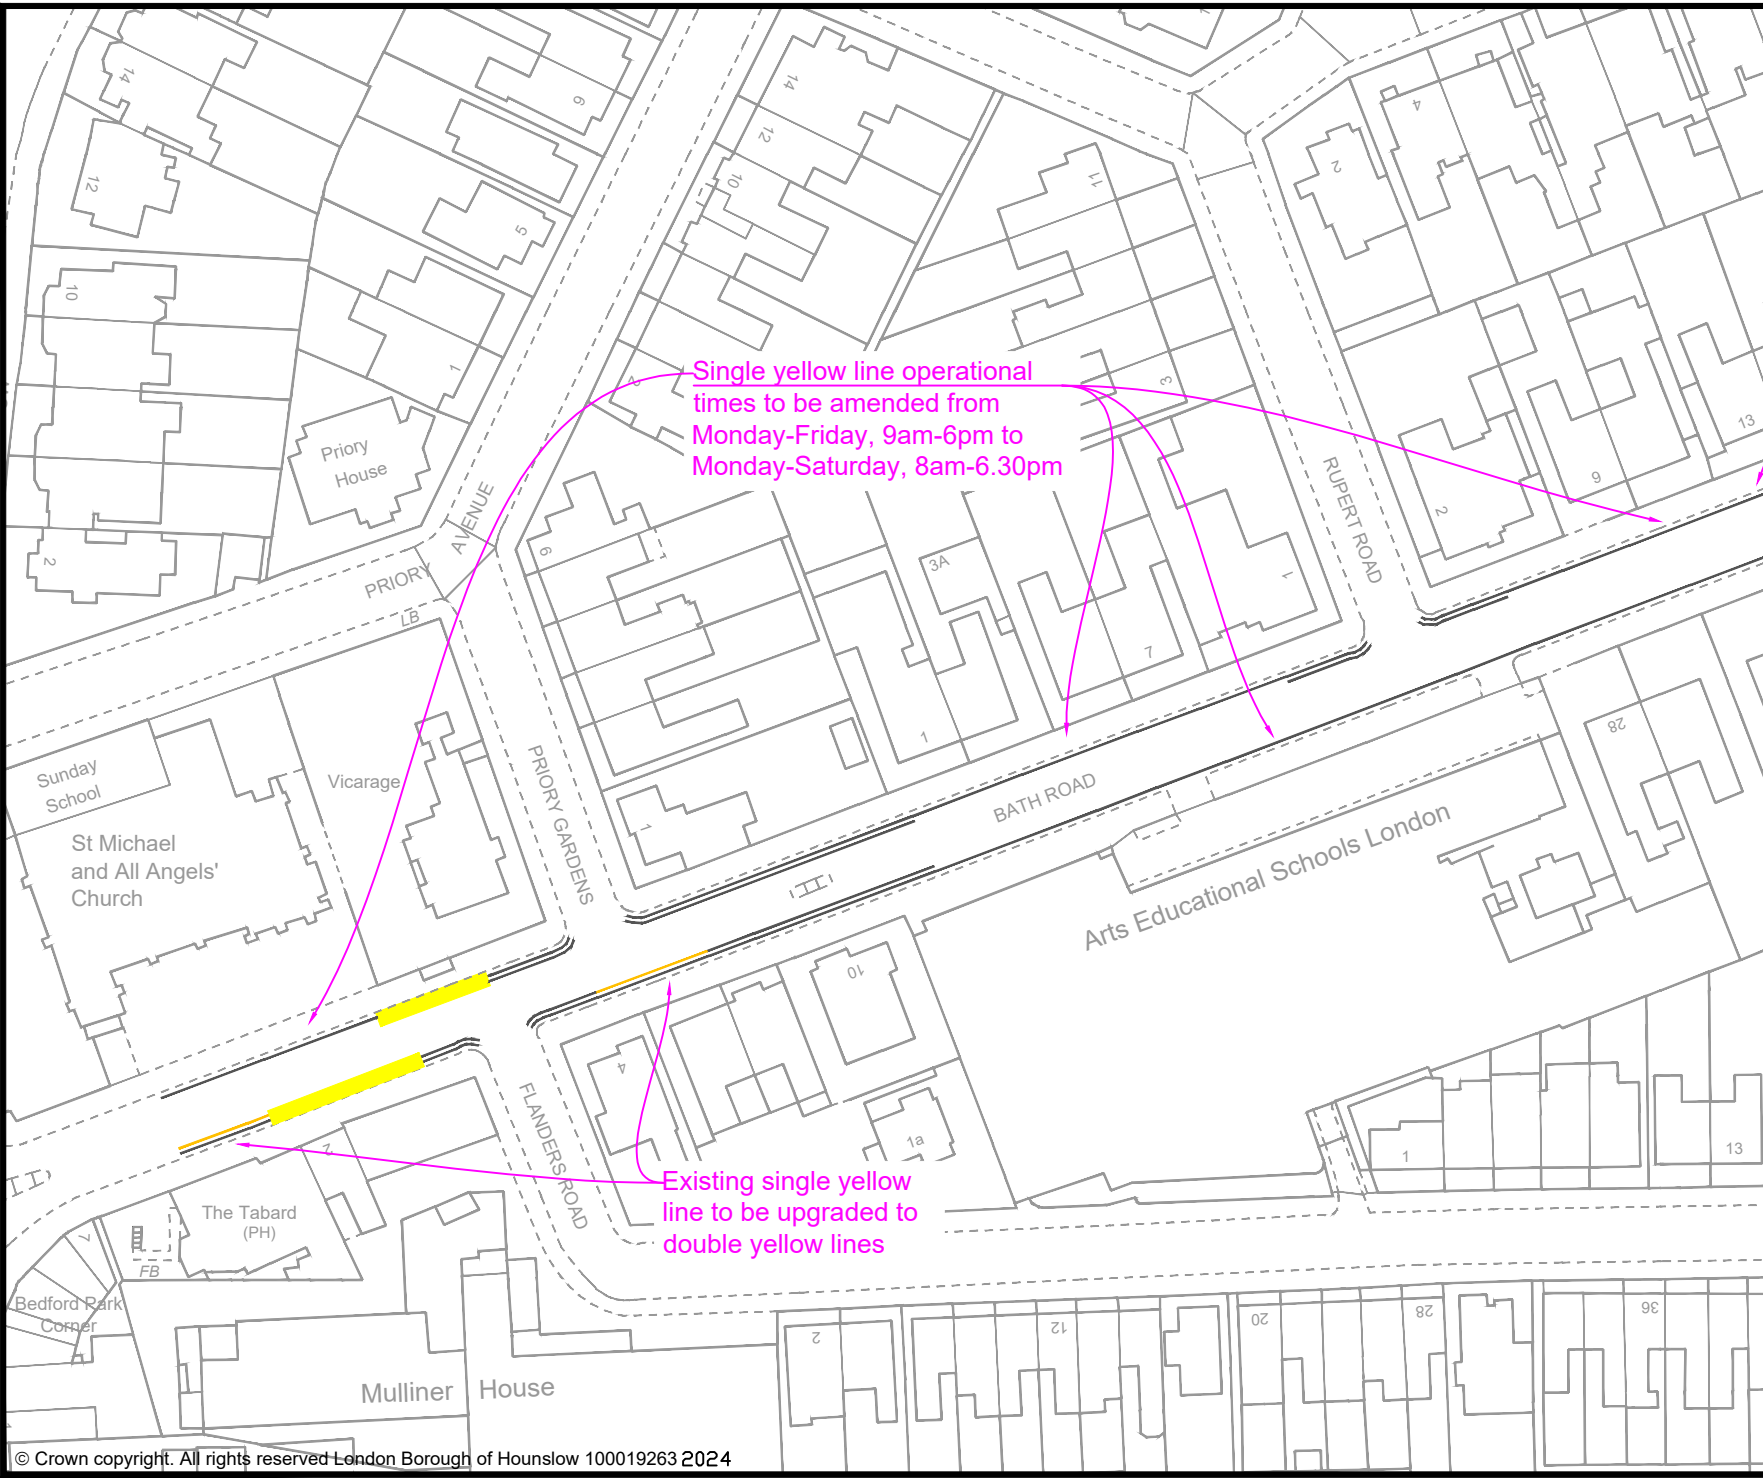 14
6
14
12
12
10
11
2
4
5
10
1
2
3
13
Single yellow line operational
times to be amended from
Monday-Friday, 9am-6pm to
Monday-Saturday, 8am-6.30pm
Priory
House
AVENUE
PRIORY
LB
RUPERT ROAD
9
2
9
3A
1
7
2
1
28
Sunday
School
Vicarage
PRIORY GARDENS
BATH ROAD
1
St Michael
and All Angels'
Church
Arts Educational Schools London
10
4
FLANDERS ROAD
1a
1
13
2
Existing single yellow
line to be upgraded to
double yellow lines
The Tabard
(PH)
7
FB
Bedford Park
Corner
2
12
20
28
36
Mulliner House
© Crown copyright. All rights reserved London Borough of Hounslow 100019263 2024